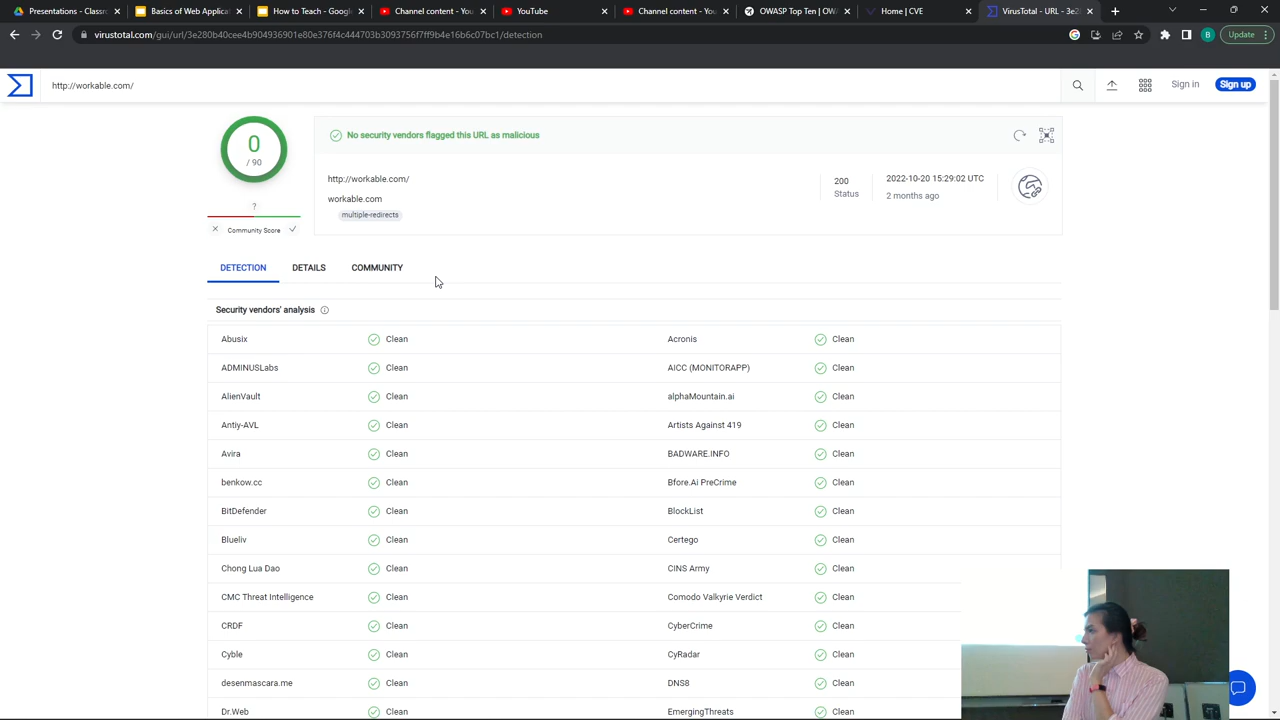 Presentations - Classro
Basics of Web Applicat
How to Teach - Google
Channel content - You
YouTube
Channel content - You
OWASP Top Ten | OWA
Home | CVE
VirusTotal - URL - 3e2
virustotal.com/gui/url/3e280b40cee4b904936901e80e376f4c444373b3093756f7ff9b4e16b6c07bc1/detection
B
Update
http://workable.com/
Sign in
Sign up
0
/ 90
?
Community Score
No security vendors flagged this URL as malicious
http://workable.com/
workable.com
multiple-redirects
200
Status
2022-10-20 15:29:02 UTC
2 months ago
DETECTION DETAILS COMMUNITY
Security vendors' analysis
Abusix Clean Acronis Clean
ADMINUSLabs Clean AICC (MONITORAPP) Clean
AlienVault Clean alphaMountain.ai Clean
Antiy-AVL Clean Artists Against 419 Clean
Avira Clean BADWARE.INFO Clean
benkow.cc Clean Bfore.Ai PreCrime Clean
BitDefender Clean BlockList Clean
Blueliv Clean Certego Clean
Chong Lua Dao Clean CINS Army Clean
CMC Threat Intelligence Clean Comodo Valkyrie Verdict Clean
CRDF Clean CyberCrime Clean
Cyble Clean CyRadar Clean
desenmascara.me Clean DNS8 Clean
Dr.Web Clean EmergingThreats Clean